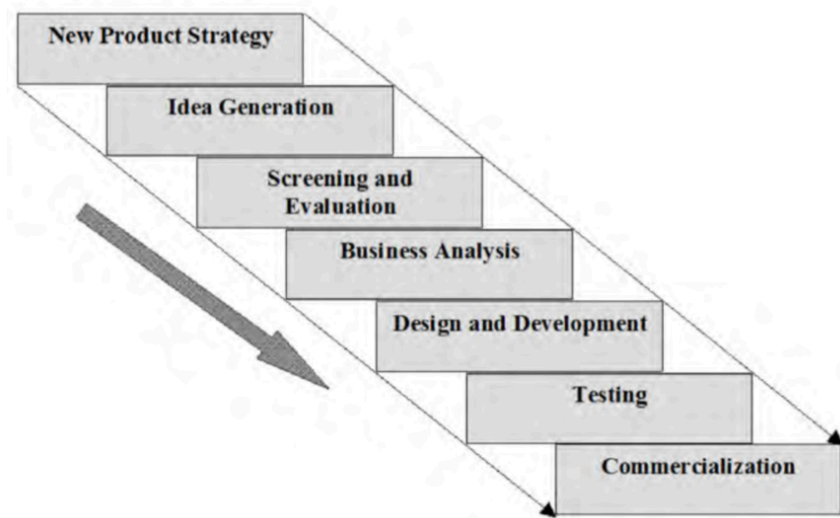 New Product Strategy
Idea Generation
Screening and
Evaluation
Business Analysis
Design and Development
Testing
Commercialization